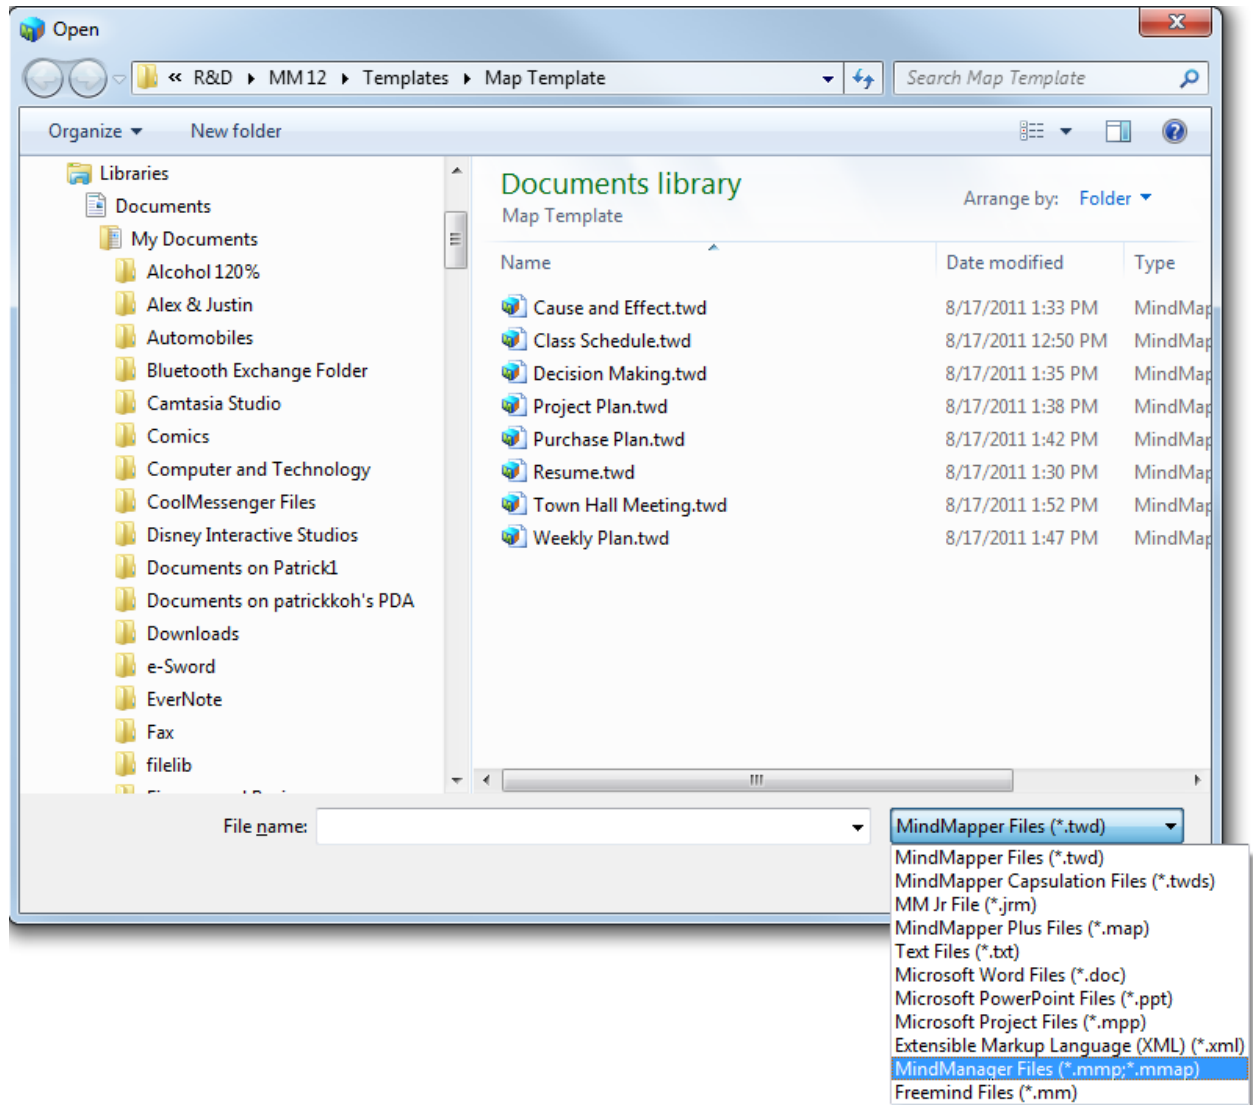 Open
« R&D ▸ MM 12 ▸ Templates ▸ Map Template
Search Map Template
Organize
New folder
Libraries
Documents
My Documents
Alcohol 120%
Alex & Justin
Automobiles
Bluetooth Exchange Folder
Camtasia Studio
Comics
Computer and Technology
CoolMessenger Files
Disney Interactive Studios
Documents on Patrick1
Documents on patrickkoh's PDA
Downloads
e-Sword
EverNote
Fax
filelib
Documents library
Map Template
Arrange by: Folder
Name Date modified Type
Cause and Effect.twd 8/17/2011 1:33 PM MindMap
Class Schedule.twd 8/17/2011 12:50 PM MindMap
Decision Making.twd 8/17/2011 1:35 PM MindMap
Project Plan.twd 8/17/2011 1:38 PM MindMap
Purchase Plan.twd 8/17/2011 1:42 PM MindMap
Resume.twd 8/17/2011 1:30 PM MindMap
Town Hall Meeting.twd 8/17/2011 1:52 PM MindMap
Weekly Plan.twd 8/17/2011 1:47 PM MindMap
File name:
MindMapper Files (*.twd)
MindMapper Files (*.twd)
MindMapper Capsulation Files (*.twds)
MM Jr File (*.jrm)
MindMapper Plus Files (*.map)
Text Files (*.txt)
Microsoft Word Files (*.doc)
Microsoft PowerPoint Files (*.ppt)
Microsoft Project Files (*.mpp)
Extensible Markup Language (XML) (*.xml)
MindManager Files (*.mmp;*.mmap)
Freemind Files (*.mm)